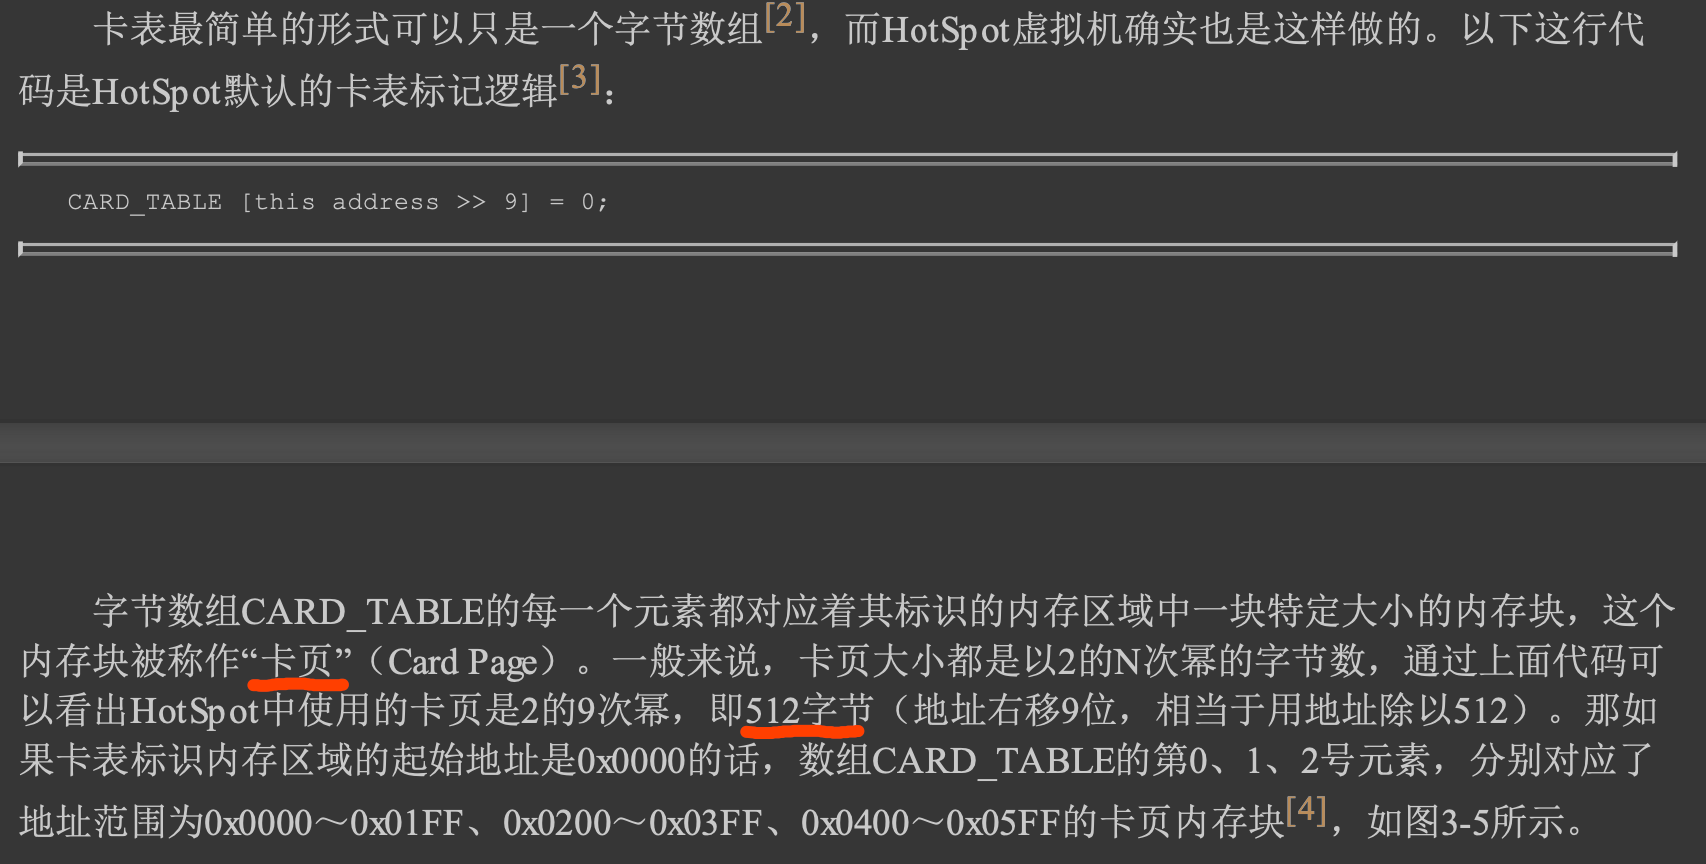 卡表最简单的形式可以只是一个字节数组[2]，而HotSpot虚拟机确实也是这样做的。以下这行代
码是HotSpot默认的卡表标记逻辑[3]：
CARD_TABLE [this address >> 9] = 0;
字节数组CARD_TABLE的每一个元素都对应着其标识的内存区域中一块特定大小的内存块，这个
内存块被称作“卡页”（Card Page）。一般来说，卡页大小都是以2的N次幂的字节数，通过上面代码可
以看出HotSpot中使用的卡页是2的9次幂，即512字节（地址右移9位，相当于用地址除以512）。那如
果卡表标识内存区域的起始地址是0x0000的话，数组CARD_TABLE的第0、1、2号元素，分别对应了
地址范围为0x0000～0x01FF、0x0200～0x03FF、0x0400～0x05FF的卡页内存块[4]，如图3-5所示。